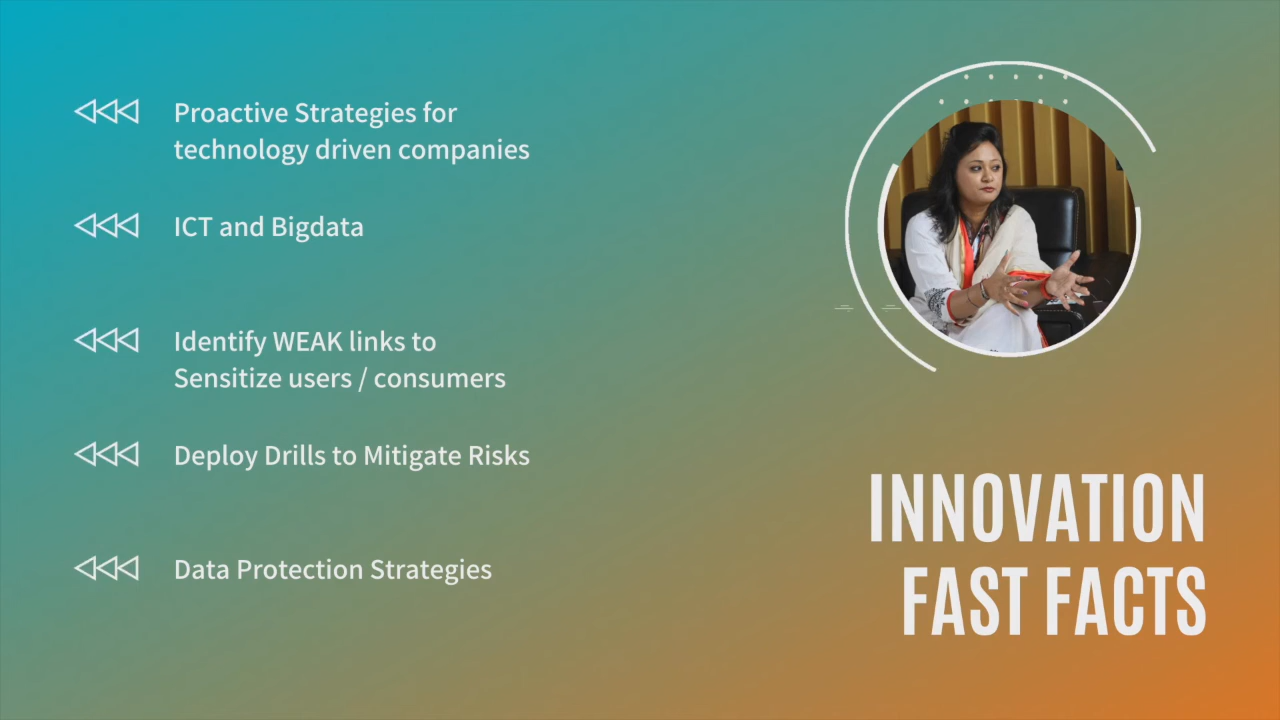 Proactive Strategies for
technology driven companies
ICT and Bigdata
Identify WEAK links to
Sensitize users / consumers
Deploy Drills to Mitigate Risks
Data Protection Strategies
INNOVATION
FAST FACTS